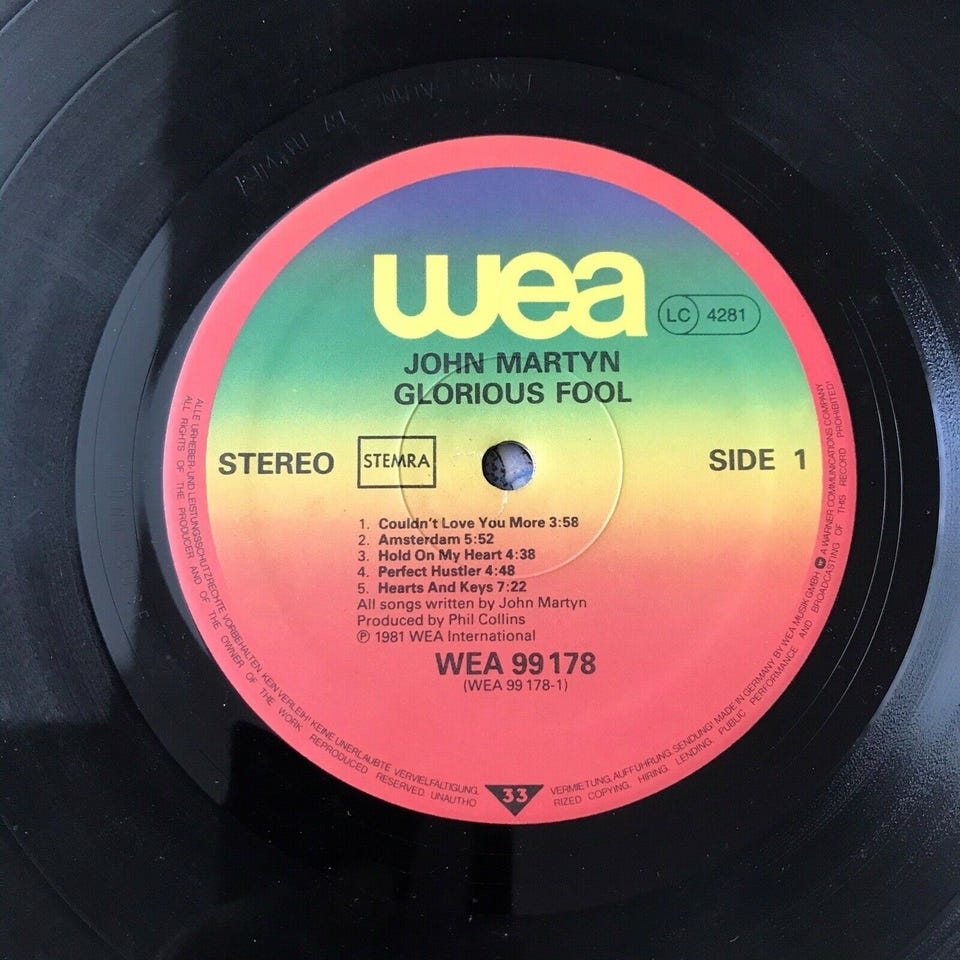 wea
LC 4281
JOHN MARTYN
GLORIOUS FOOL
STEREO
STEMRA
SIDE 1
1. Couldn't Love You More 3:58
2. Amsterdam 5:52
3. Hold On My Heart 4:38
4. Perfect Hustler 4:48
5. Hearts And Keys 7:22
All songs written by John Martyn
Produced by Phil Collins
℗ 1981 WEA International
WEA 99 178
(WEA 99 178-1)
ALLE URHEBER- UND LEISTUNGSSCHUTZRECHTE VORBEHALTEN. KEIN VERLEIH! KEINE UNERLAUBTE VERVIELFÄLTIGUNG, VERMIETUNG, AUFFÜHRUNG, SENDUNG! MADE IN GERMANY BY WEA MUSIK GMBH A WARNER COMMUNICATIONS COMPANY
ALL RIGHTS OF THE PRODUCER AND OF THE OWNER OF THE WORK REPRODUCED RESERVED. UNAUTHORIZED COPYING, HIRING, LENDING, PUBLIC PERFORMANCE AND BROADCASTING OF THIS RECORD PROHIBITED!
33